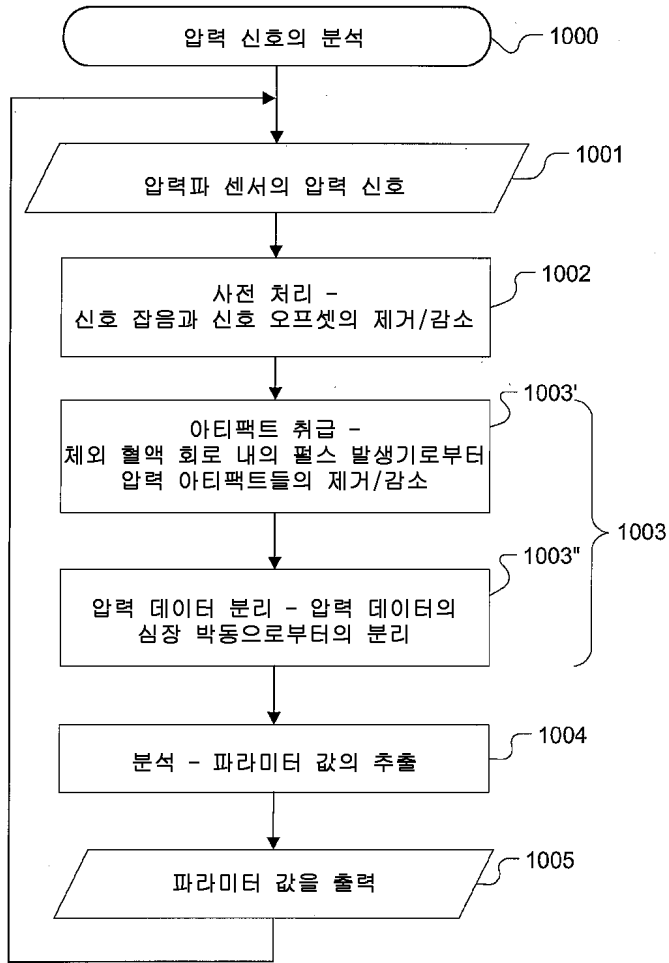 압력 신호의 분석
1000
압력파 센서의 압력 신호
1001
사전 처리 –
신호 잡음과 신호 오프셋의 제거/감소
1002
아티팩트 취급 –
체외 혈액 회로 내의 펄스 발생기로부터
압력 아티팩트들의 제거/감소
1003'
1003
압력 데이터 분리 – 압력 데이터의
심장 박동으로부터의 분리
1003"
분석 – 파라미터 값의 추출
1004
파라미터 값을 출력
1005